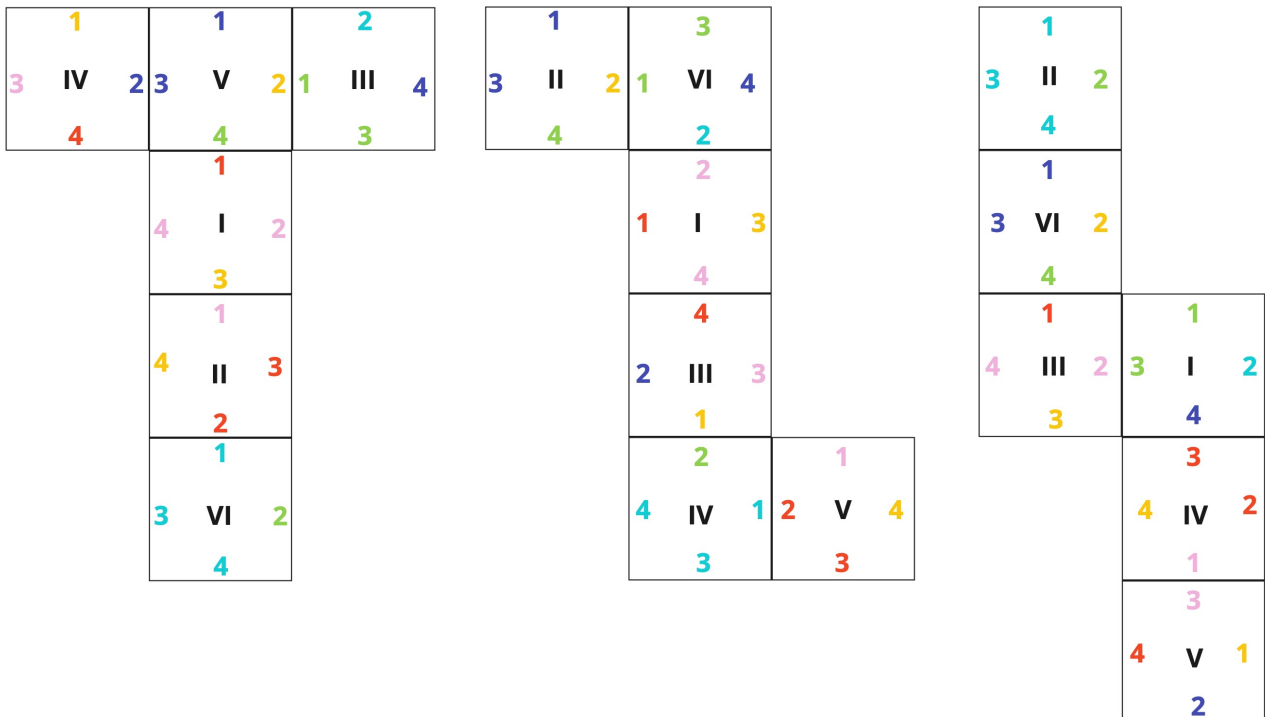 1 1 2
3 IV 2 3 V 2 1 III 4
4 4 3
1
4 I 2
3
1
4 II 3
2
1
3 VI 2
4
1 3
3 II 2 1 VI 4
4 2
2
1 I 3
4
4
2 III 3
1
2 1
4 IV 1 2 V 4
3 3
1
3 II 2
4
1
3 VI 2
4
1 1
4 III 2 3 I 2
3 4
3
4 IV 2
1
3
4 V 1
2